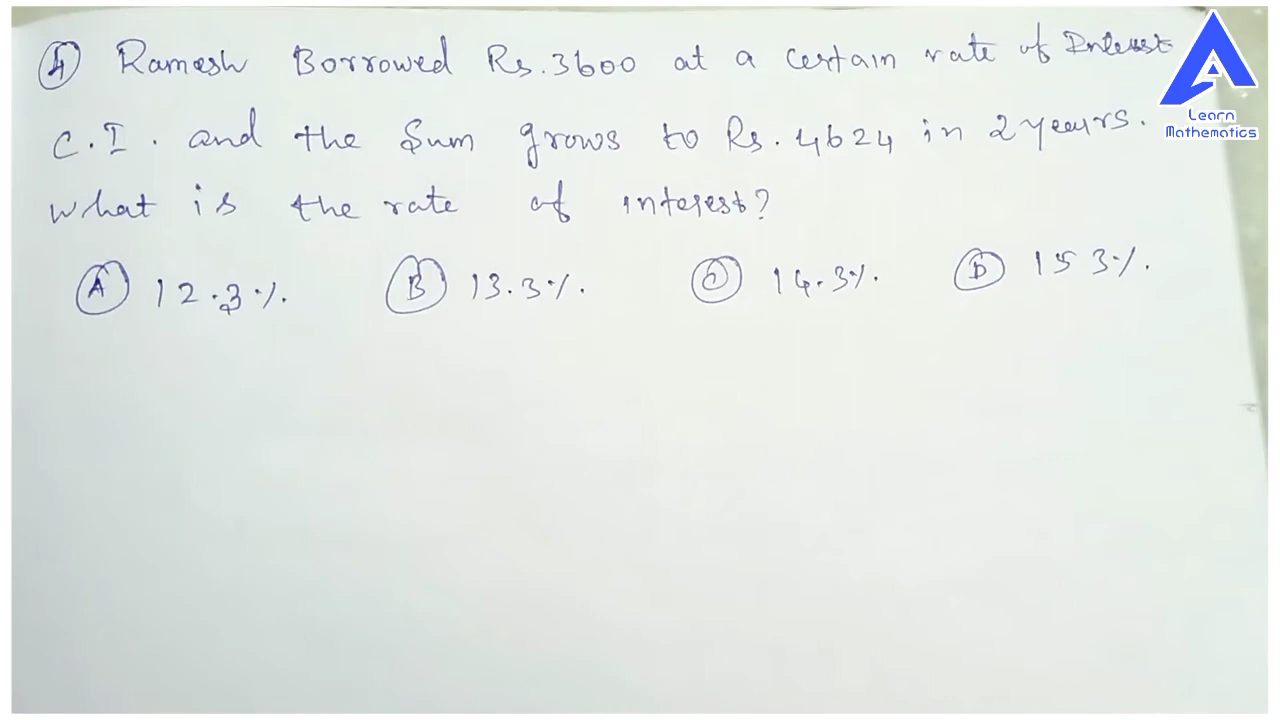 4 Ramesh Borrowed Rs.3600 at a certain rate of Interest
C.I. and the Sum grows to Rs.4624 in 2 years.
What is the rate of interest?
A 12.3%. B 13.3%. C 14.3%. D 15 3%.
Learn
Mathematics